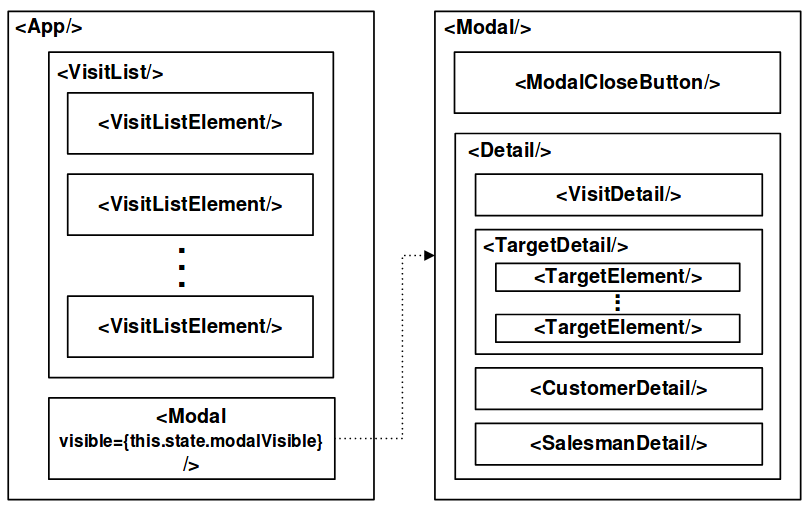 <App/>
<VisitList/>
<VisitListElement/>
<VisitListElement/>
<VisitListElement/>
<Modal
visible={this.state.modalVisible}
/>
<Modal/>
<ModalCloseButton/>
<Detail/>
<VisitDetail/>
<TargetDetail/>
<TargetElement/>
<TargetElement/>
<CustomerDetail/>
<SalesmanDetail/>